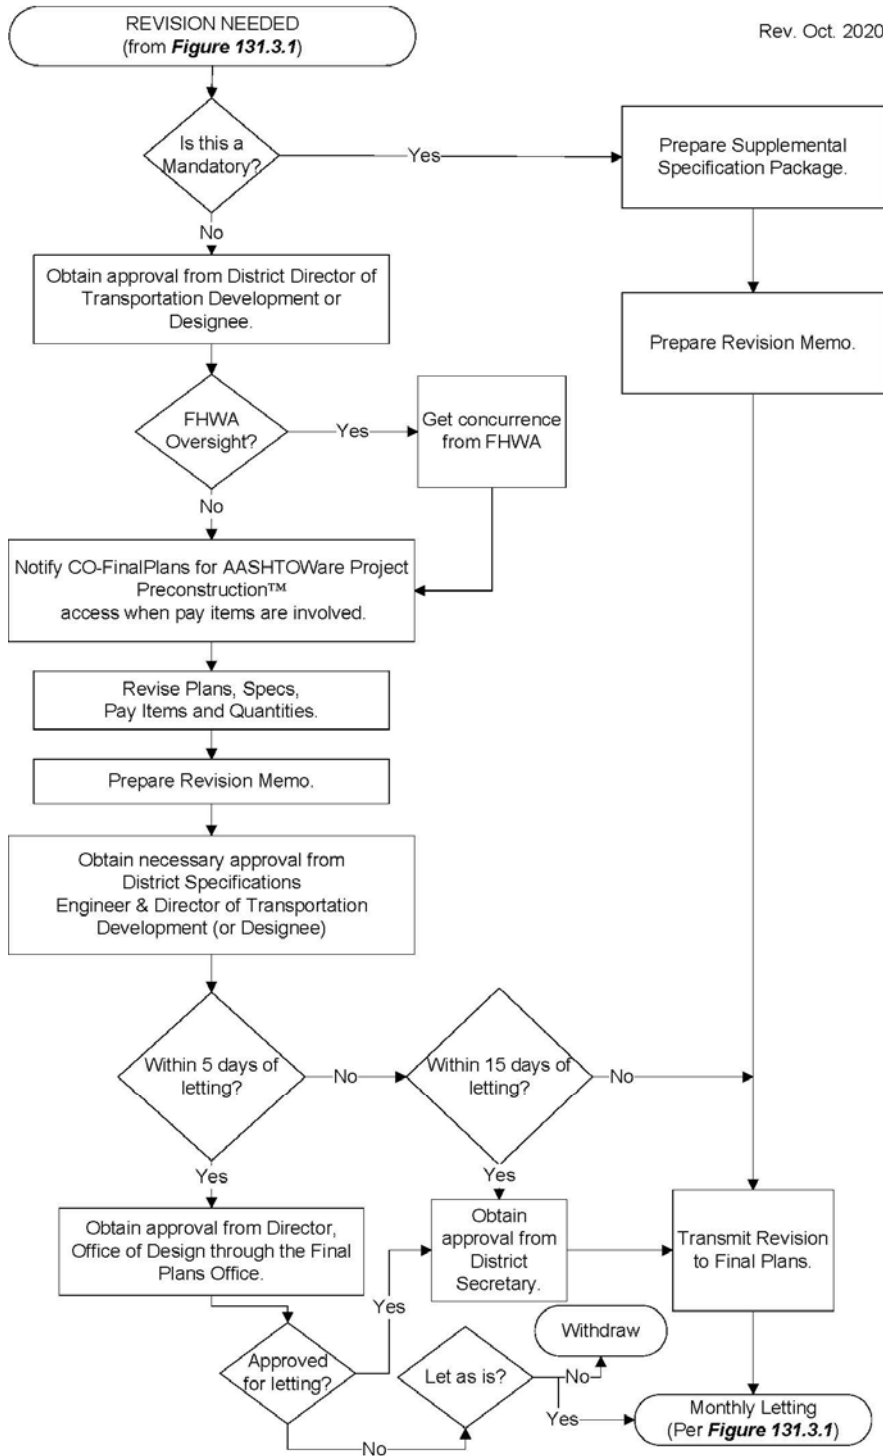 REVISION NEEDED
(from Figure 131.3.1)
Rev. Oct. 2020
Is this a
Mandatory?
Yes
Prepare Supplemental
Specification Package.
No
Obtain approval from District Director of
Transportation Development or
Designee.
Prepare Revision Memo.
FHWA
Oversight?
Yes
Get concurrence
from FHWA
No
Notify CO-FinalPlans for AASHTOWare Project
Preconstruction™
access when pay items are involved.
Revise Plans, Specs,
Pay Items and Quantities.
Prepare Revision Memo.
Obtain necessary approval from
District Specifications
Engineer & Director of Transportation
Development (or Designee)
Within 5 days of
letting?
No
Within 15 days of
letting?
No
Yes
Yes
Obtain approval from Director,
Office of Design through the Final
Plans Office.
Obtain
approval from
District
Secretary.
Transmit Revision
to Final Plans.
Yes
Withdraw
Approved
for letting?
Let as is?
No
Yes
No
Monthly Letting
(Per Figure 131.3.1)